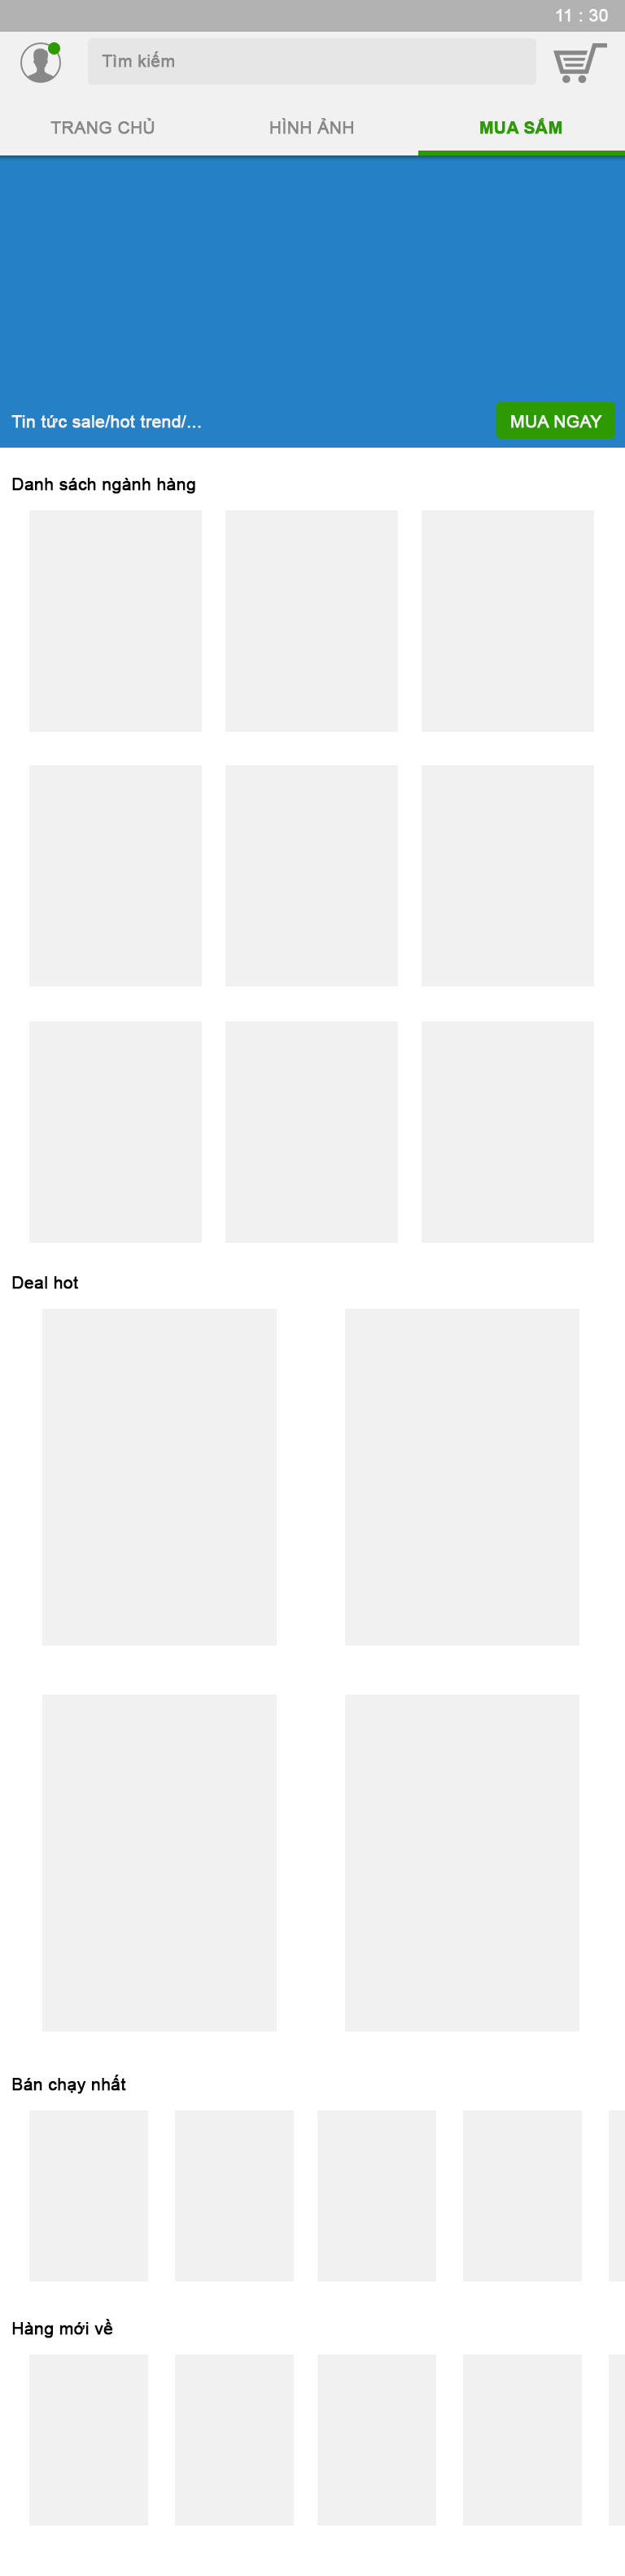 11 : 30
Tìm kiếm
TRANG CHỦ
HÌNH ẢNH
MUA SẮM
Tin tức sale/hot trend/...
MUA NGAY
Danh sách ngành hàng
Deal hot
Bán chạy nhất
Hàng mới về